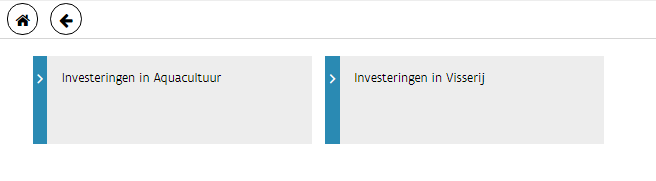 Investeringen in Aquacultuur
Investeringen in Visserij